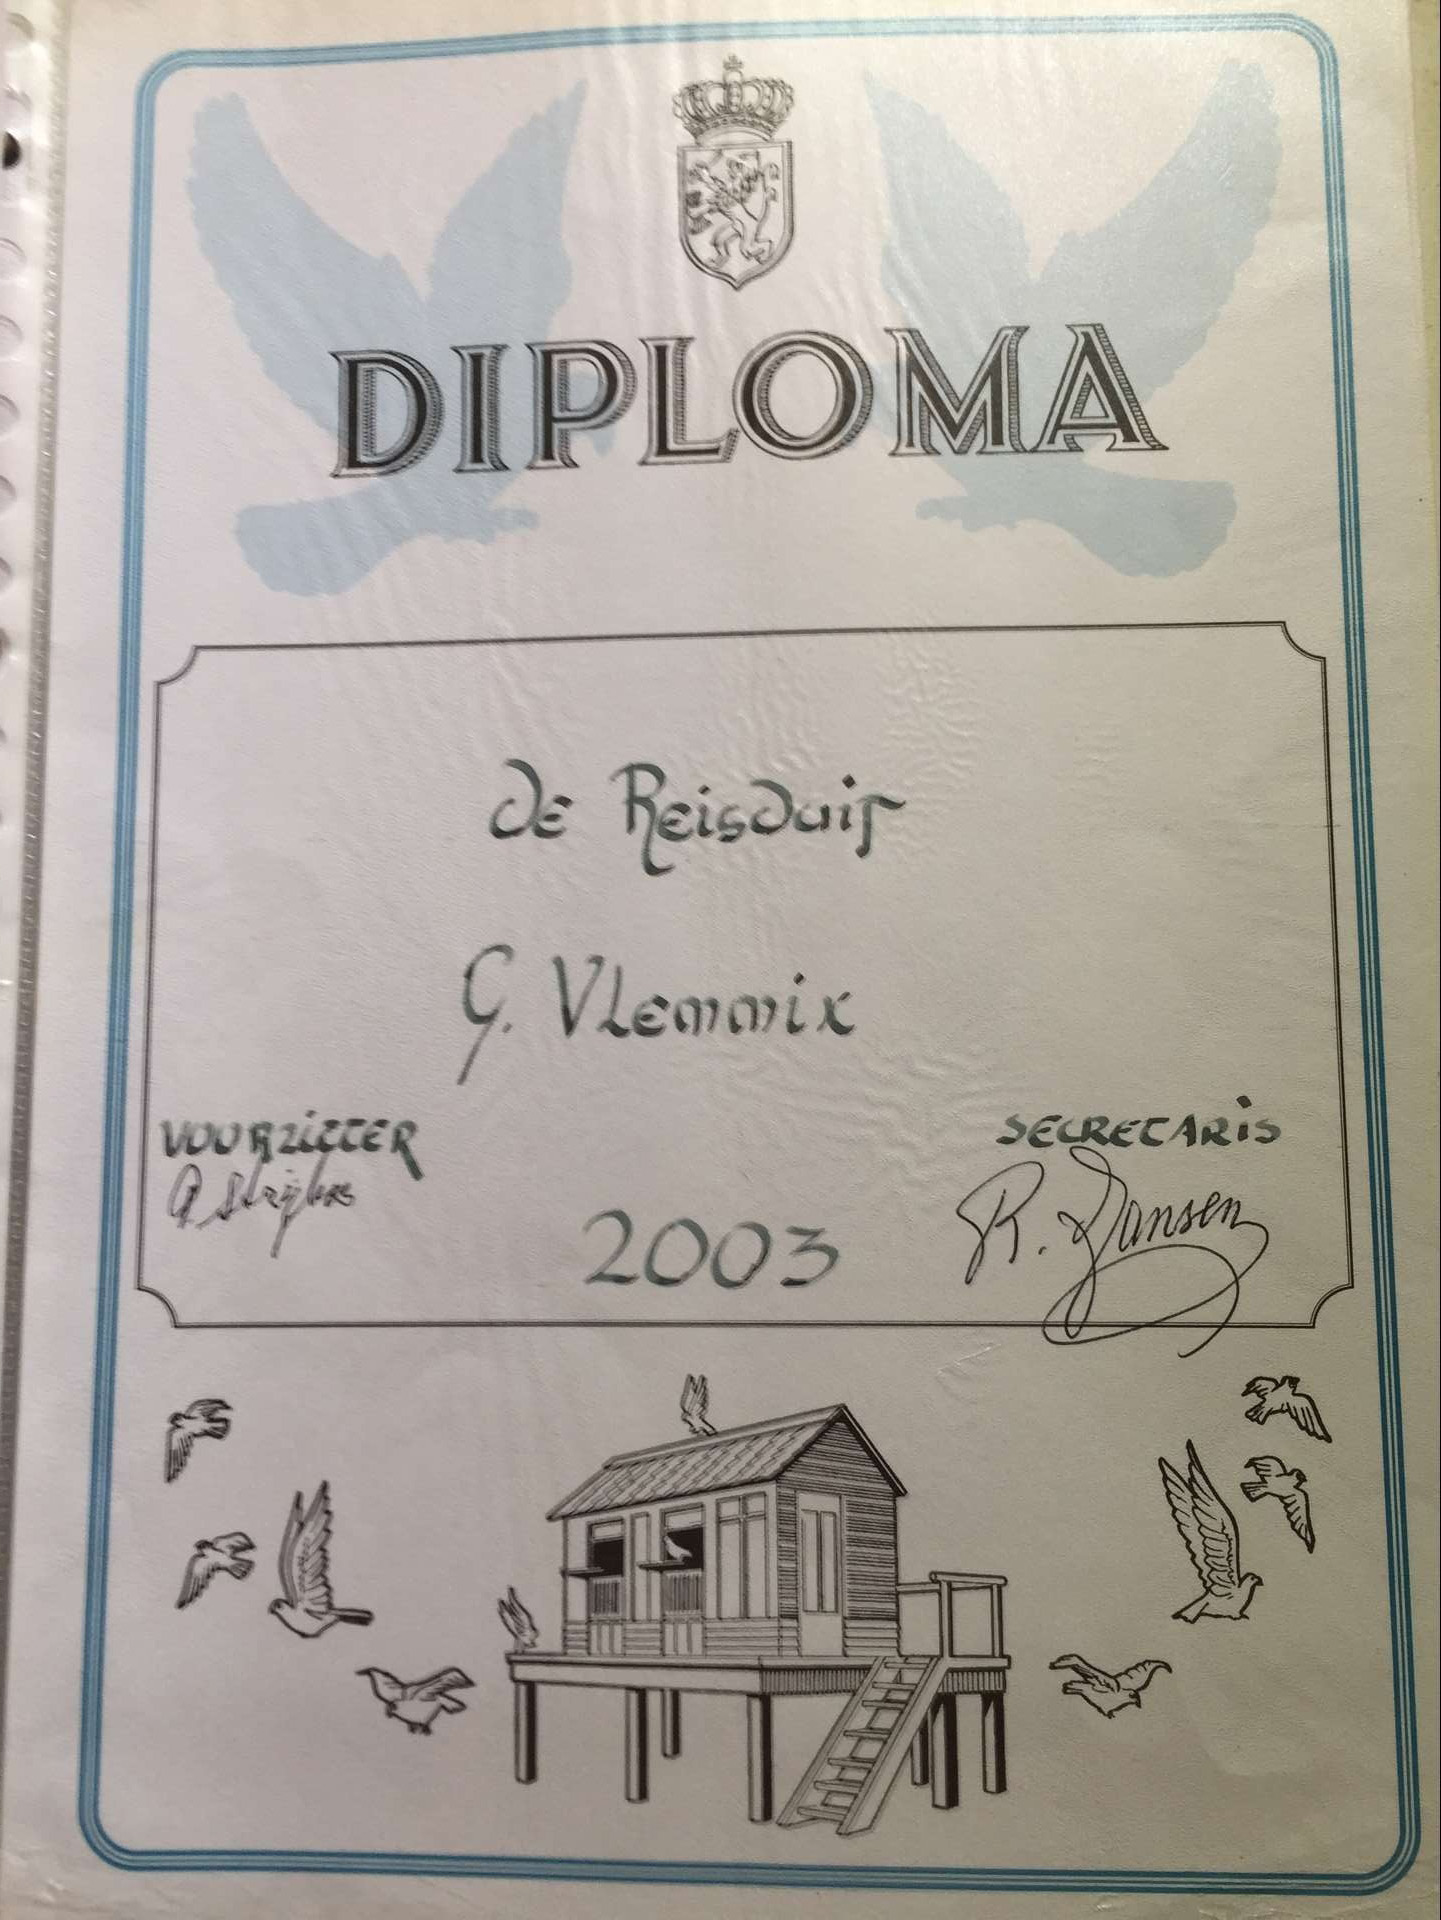 DIPLOMA
de Reisduif
G. Vlemmix
VOORZITTER
SECRETARIS
R. Jansen
2003